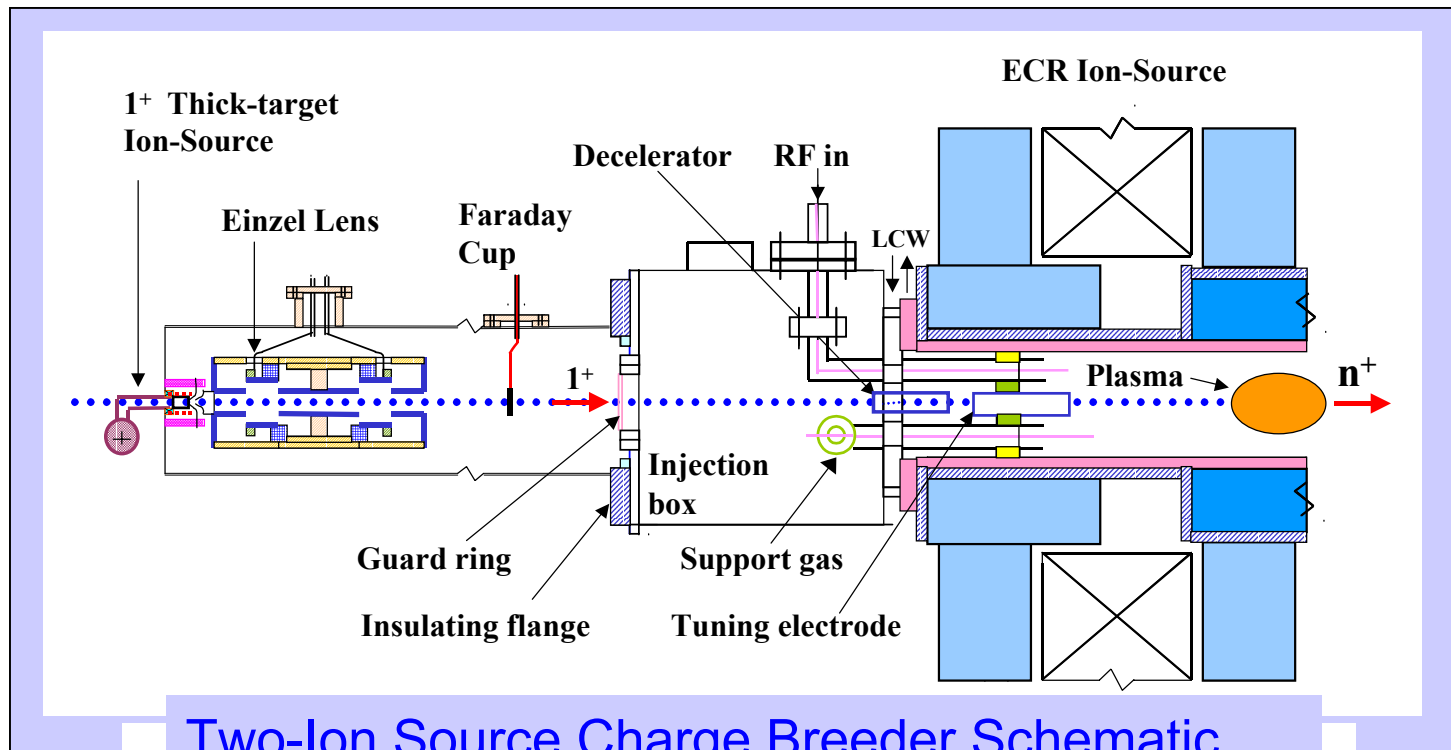 ECR Ion-Source
1⁺ Thick-target
Ion-Source
Decelerator
RF in
Einzel Lens
Faraday
Cup
LCW
1⁺
Plasma
n⁺
Injection
box
Guard ring
Support gas
Insulating flange
Tuning electrode
Two-Ion Source Charge Breeder Schematic